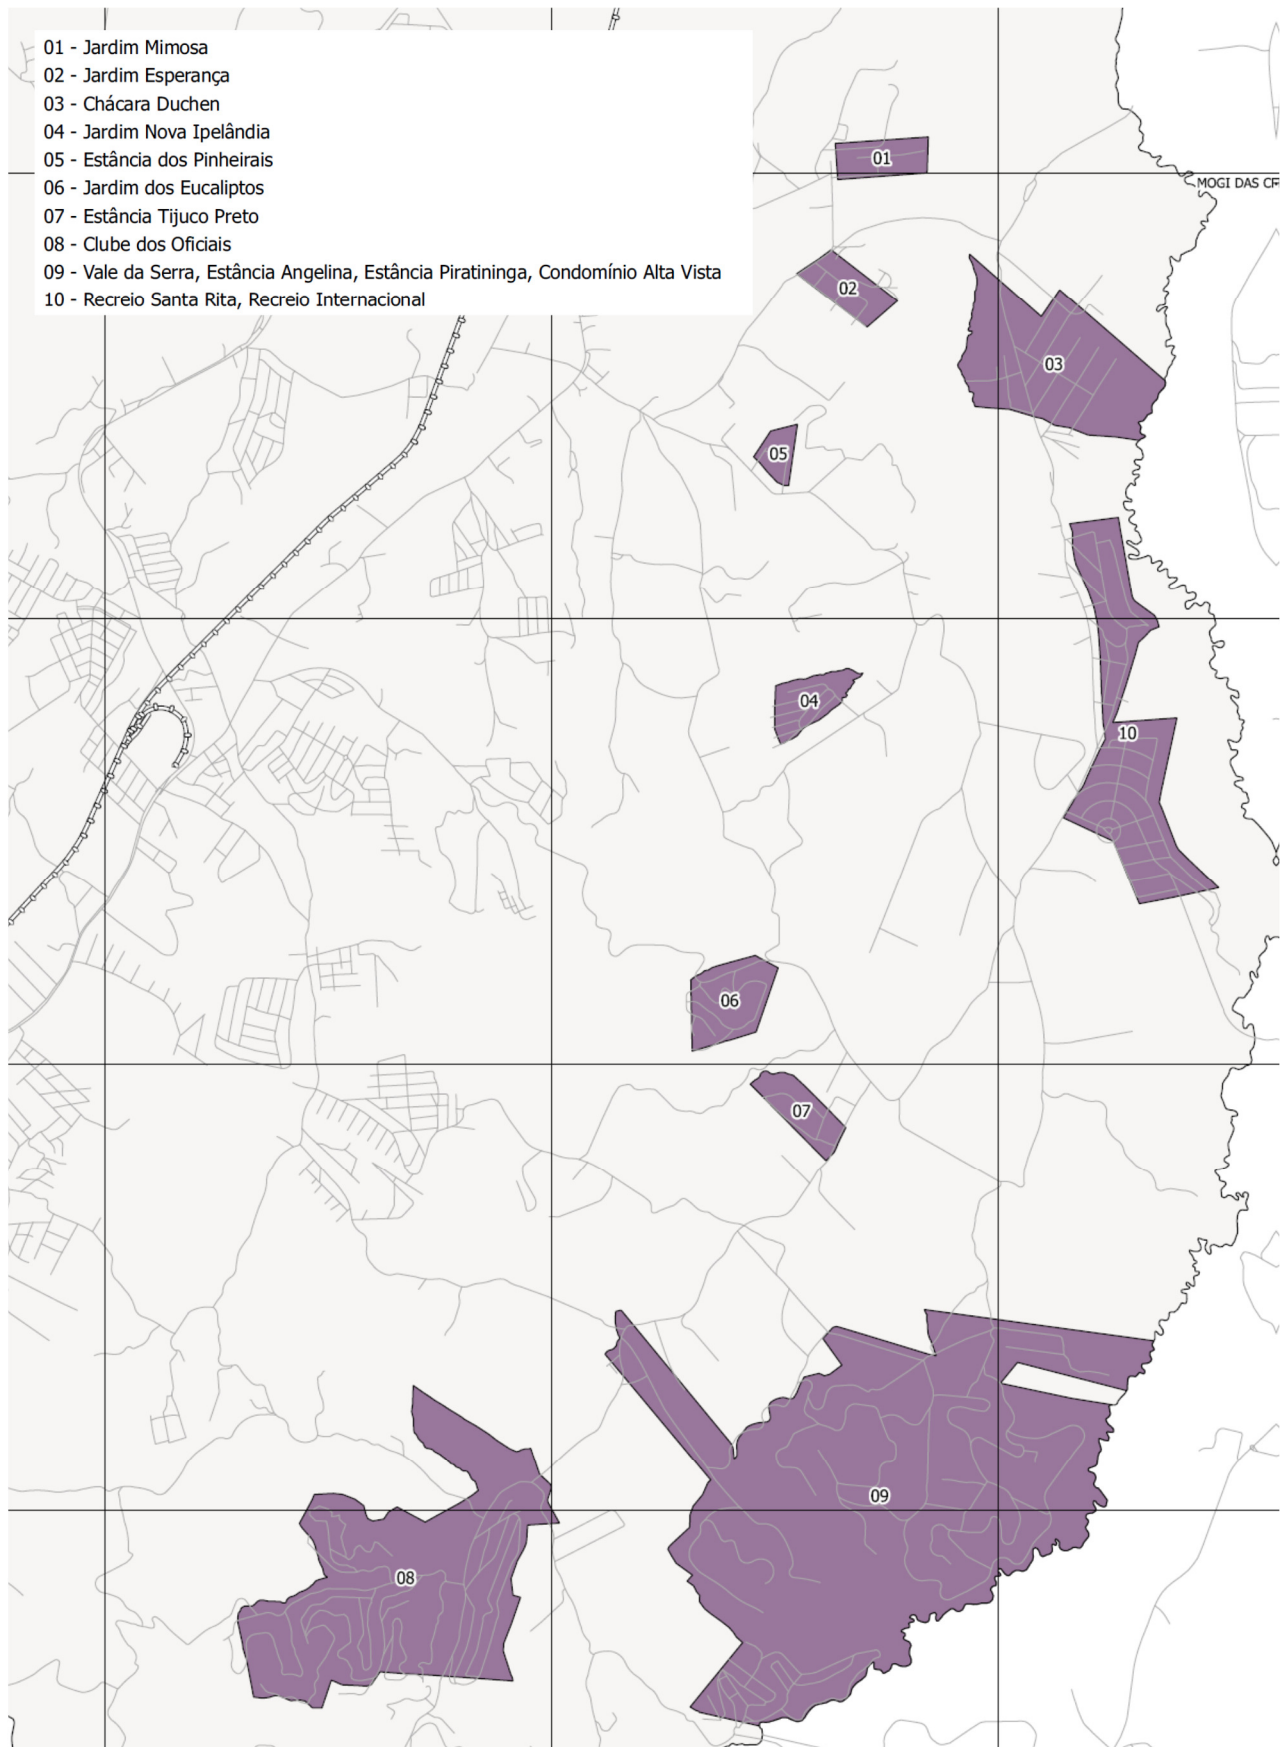 01 - Jardim Mimosa
02 - Jardim Esperança
03 - Chácara Duchen
04 - Jardim Nova Ipelândia
05 - Estância dos Pinheirais
06 - Jardim dos Eucaliptos
07 - Estância Tijuco Preto
08 - Clube dos Oficiais
09 - Vale da Serra, Estância Angelina, Estância Piratininga, Condomínio Alta Vista
10 - Recreio Santa Rita, Recreio Internacional
01
MOGI DAS CR
02
03
05
04
10
06
07
09
08